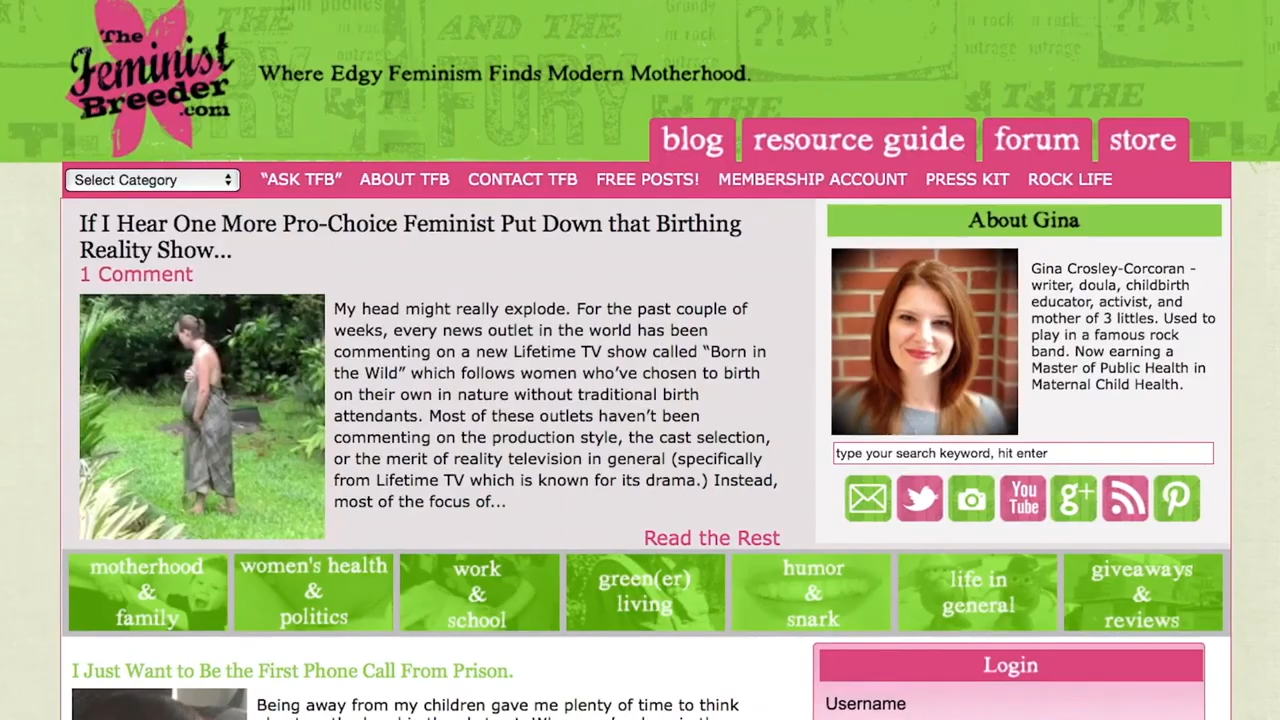 The
Feminist
Breeder
.com
Where Edgy Feminism Finds Modern Motherhood.
blog resource guide forum store
Select Category "ASK TFB" ABOUT TFB CONTACT TFB FREE POSTS! MEMBERSHIP ACCOUNT PRESS KIT ROCK LIFE
If I Hear One More Pro-Choice Feminist Put Down that Birthing
Reality Show...
1 Comment
My head might really explode. For the past couple of
weeks, every news outlet in the world has been
commenting on a new Lifetime TV show called “Born in
the Wild” which follows women who’ve chosen to birth
on their own in nature without traditional birth
attendants. Most of these outlets haven’t been
commenting on the production style, the cast selection,
or the merit of reality television in general (specifically
from Lifetime TV which is known for its drama.) Instead,
most of the focus of...
Read the Rest
About Gina
Gina Crosley-Corcoran -
writer, doula, childbirth
educator, activist, and
mother of 3 littles. Used to
play in a famous rock
band. Now earning a
Master of Public Health in
Maternal Child Health.
type your search keyword, hit enter
You
Tube
g+
motherhood
&
family
women's health
&
politics
work
&
school
green(er)
living
humor
&
snark
life in
general
giveaways
&
reviews
I Just Want to Be the First Phone Call From Prison.
Being away from my children gave me plenty of time to think
Login
Username